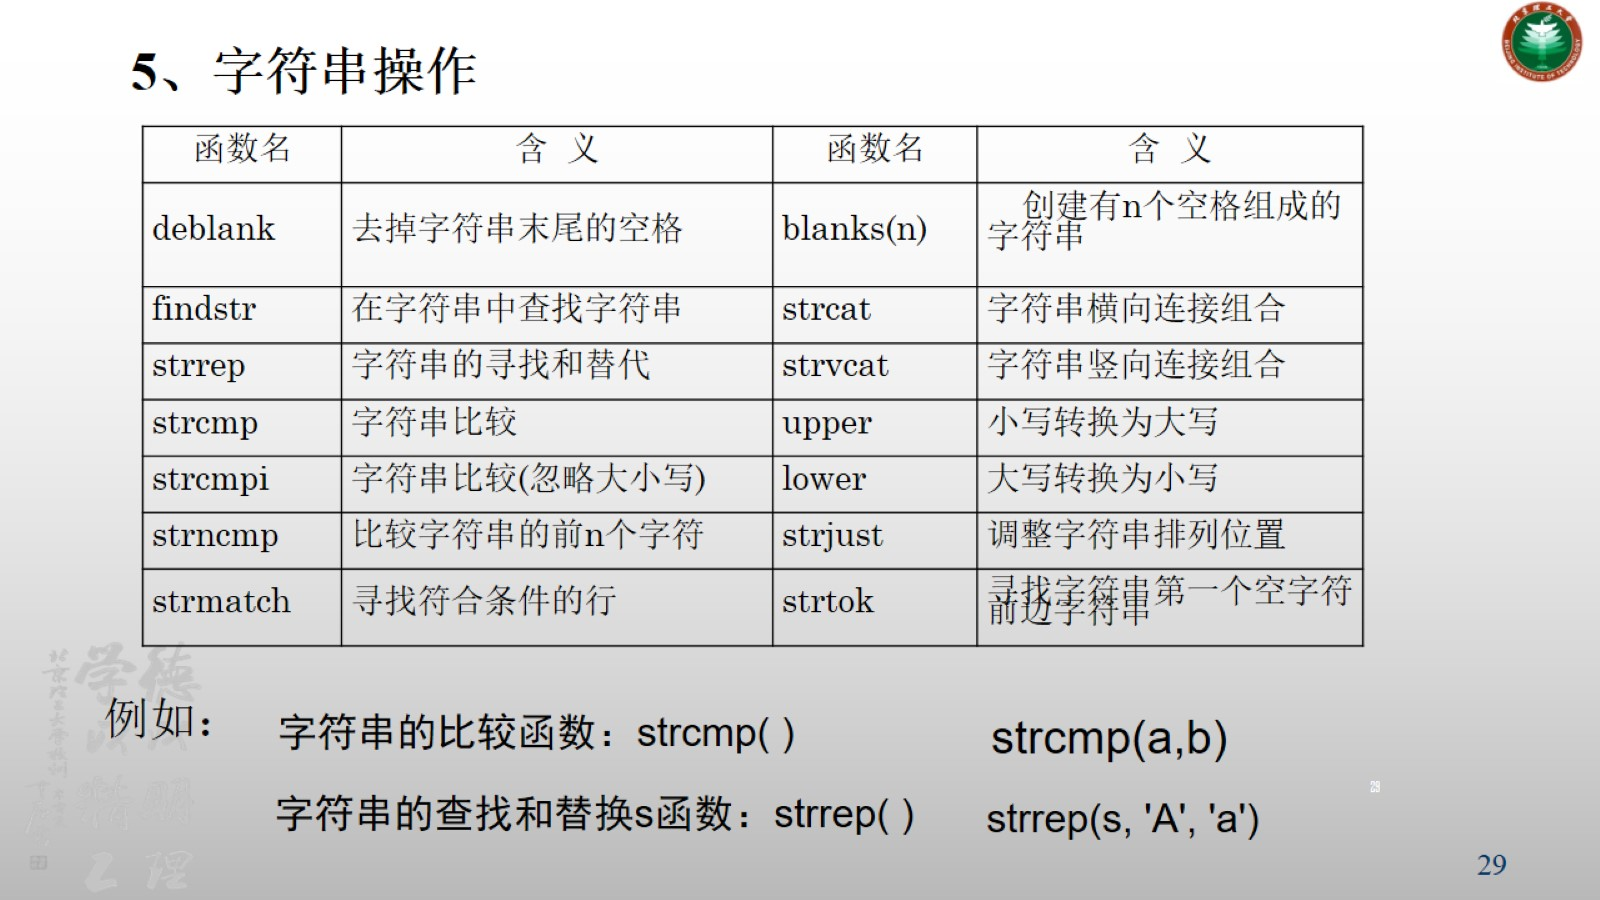 5、字符串操作
函数名 含 义 函数名 含 义
deblank 去掉字符串末尾的空格 blanks(n) 创建有n个空格组成的
字符串
findstr 在字符串中查找字符串 strcat 字符串横向连接组合
strrep 字符串的寻找和替代 strvcat 字符串竖向连接组合
strcmp 字符串比较 upper 小写转换为大写
strcmpi 字符串比较(忽略大小写) lower 大写转换为小写
strncmp 比较字符串的前n个字符 strjust 调整字符串排列位置
strmatch 寻找符合条件的行 strtok 寻找字符串第一个空字符
前边字符串
例如：
字符串的比较函数：strcmp( ) strcmp(a,b)
字符串的查找和替换s函数：strrep( ) strrep(s, 'A', 'a')
29
29